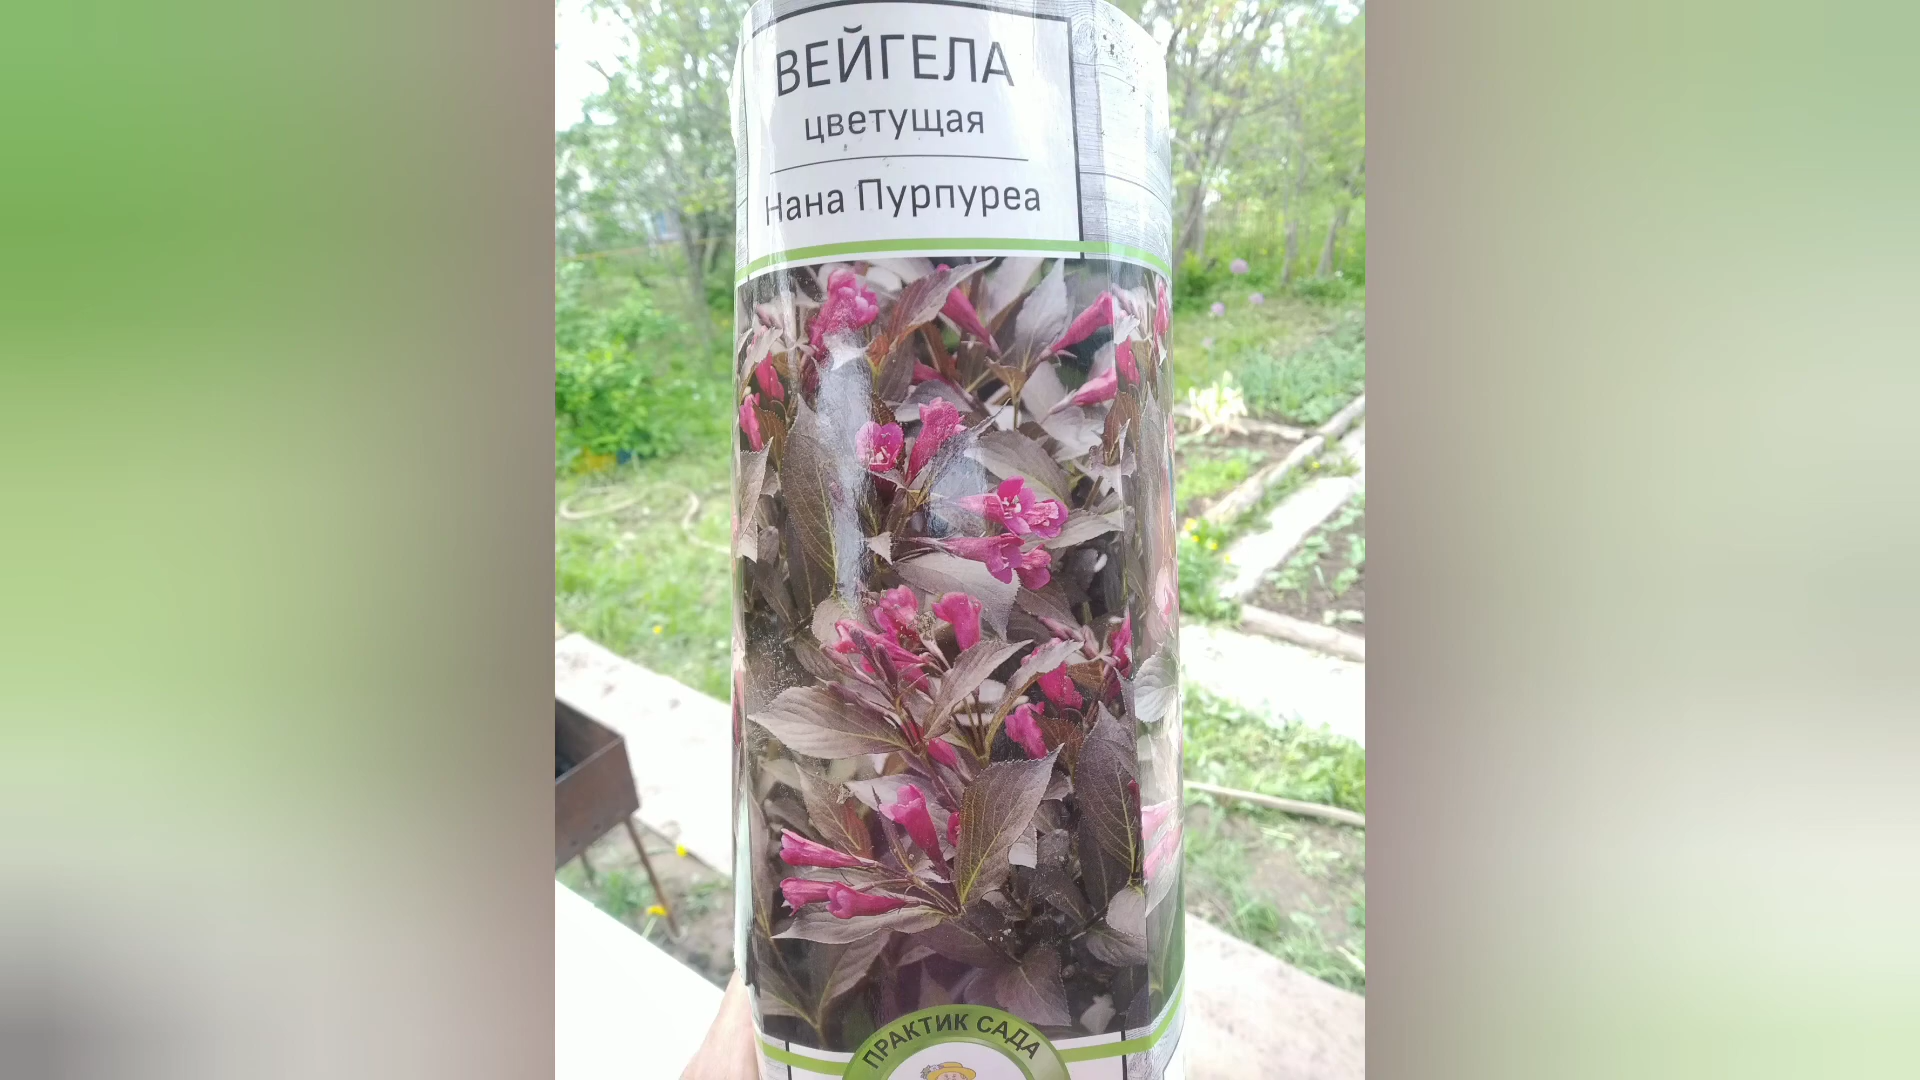 ВЕЙГЕЛА
цветущая
Нана Пурпуреа
ПРАКТИК САДА